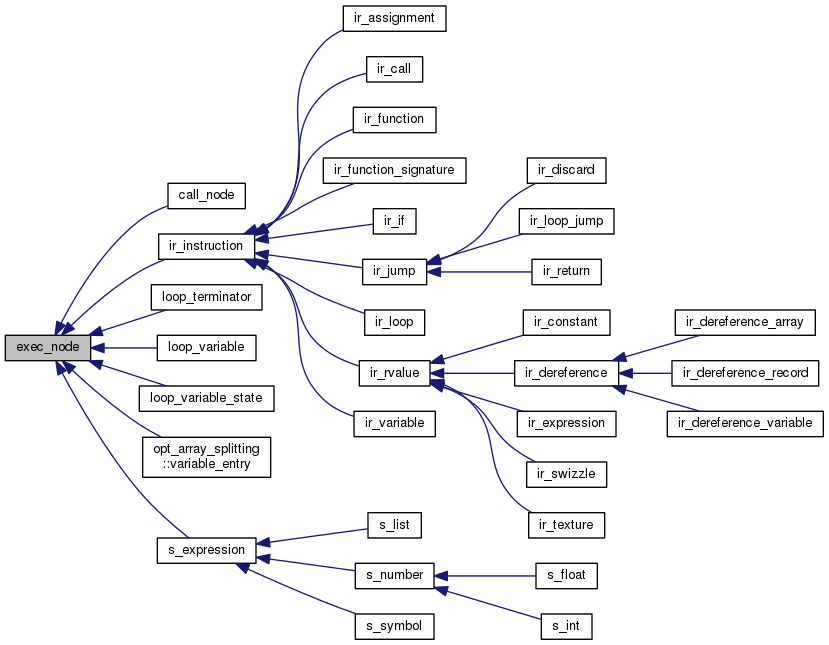 ir_assignment
ir_call
ir_function
ir_function_signature
ir_discard
call_node
ir_if
ir_loop_jump
ir_instruction
ir_jump
ir_return
loop_terminator
ir_loop
ir_constant
ir_dereference_array
exec_node
loop_variable
ir_rvalue
ir_dereference
ir_dereference_record
loop_variable_state
ir_variable
ir_expression
ir_dereference_variable
opt_array_splitting
::variable_entry
ir_swizzle
s_list
ir_texture
s_expression
s_number
s_float
s_symbol
s_int